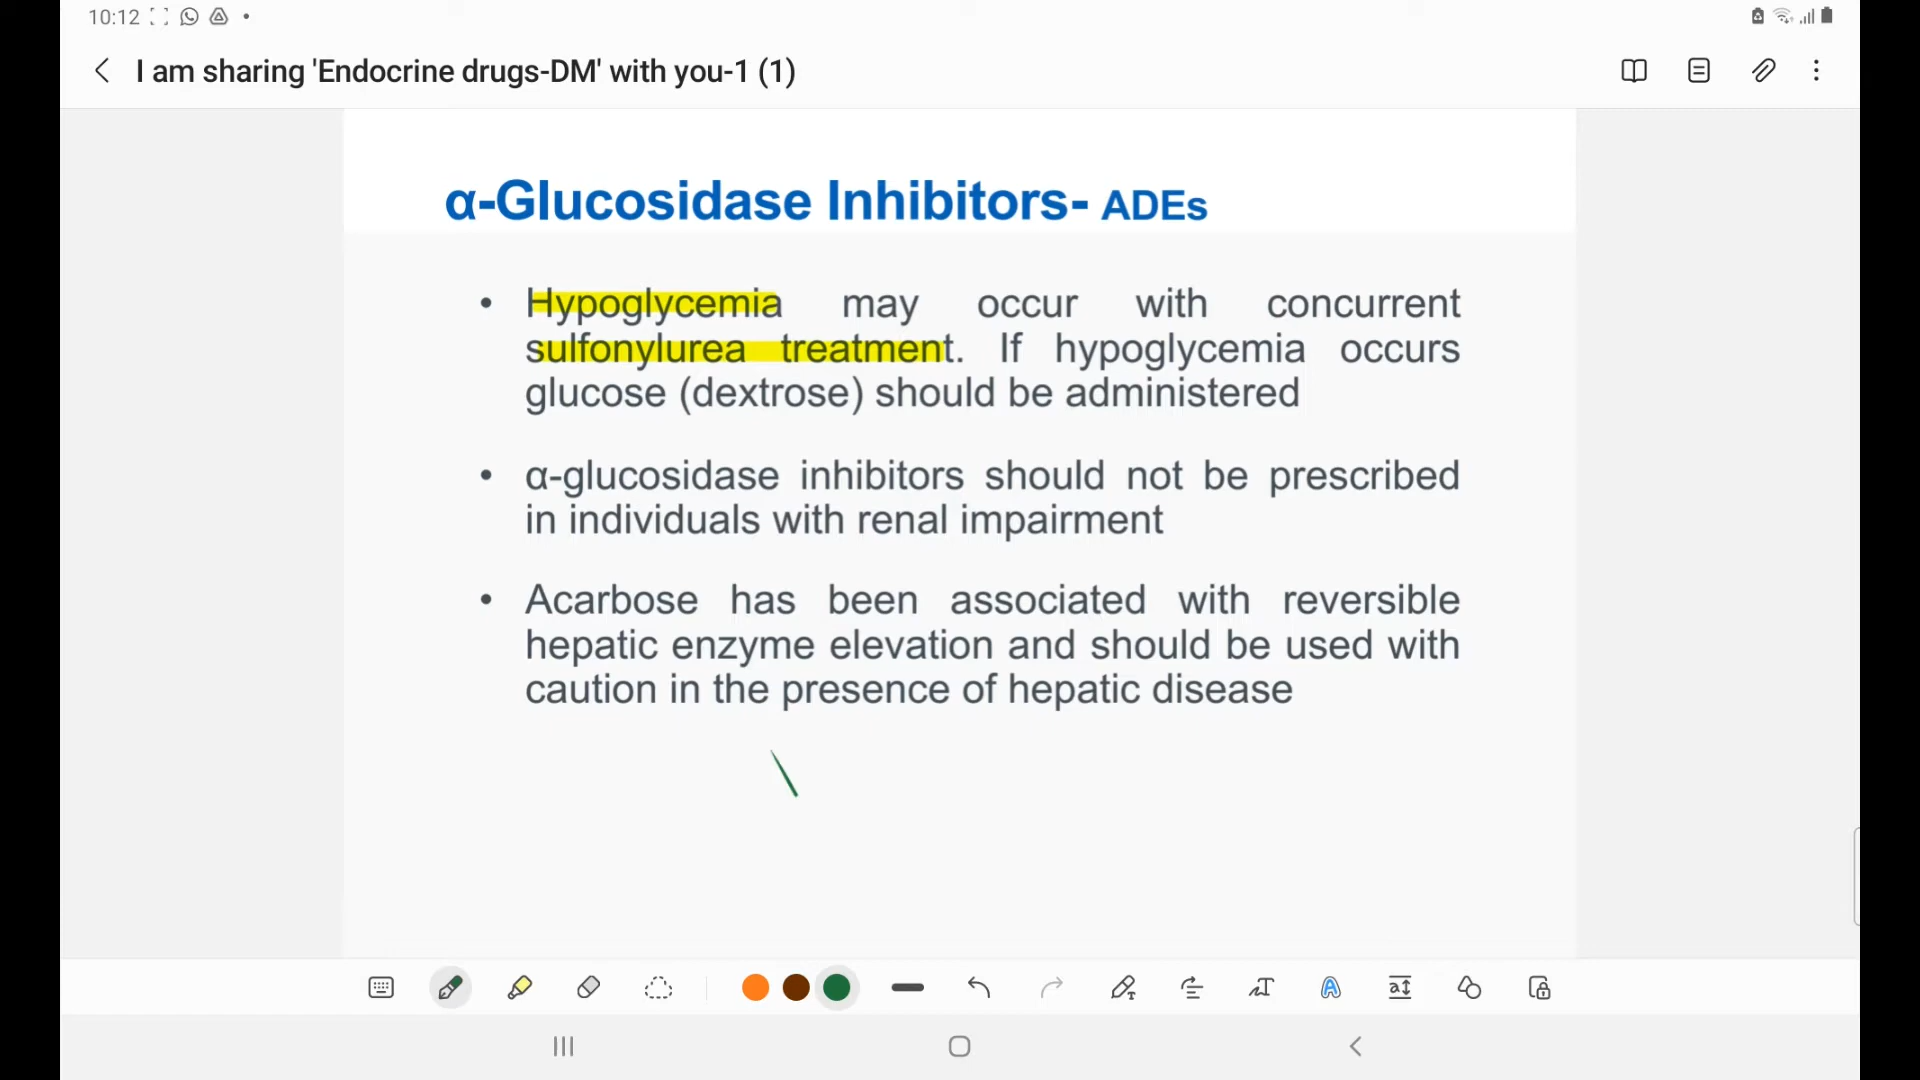 10:12
I am sharing 'Endocrine drugs-DM' with you-1 (1)
α-Glucosidase Inhibitors- ADEs
• Hypoglycemia may occur with concurrent
sulfonylurea treatment. If hypoglycemia occurs
glucose (dextrose) should be administered
• α-glucosidase inhibitors should not be prescribed
in individuals with renal impairment
• Acarbose has been associated with reversible
hepatic enzyme elevation and should be used with
caution in the presence of hepatic disease